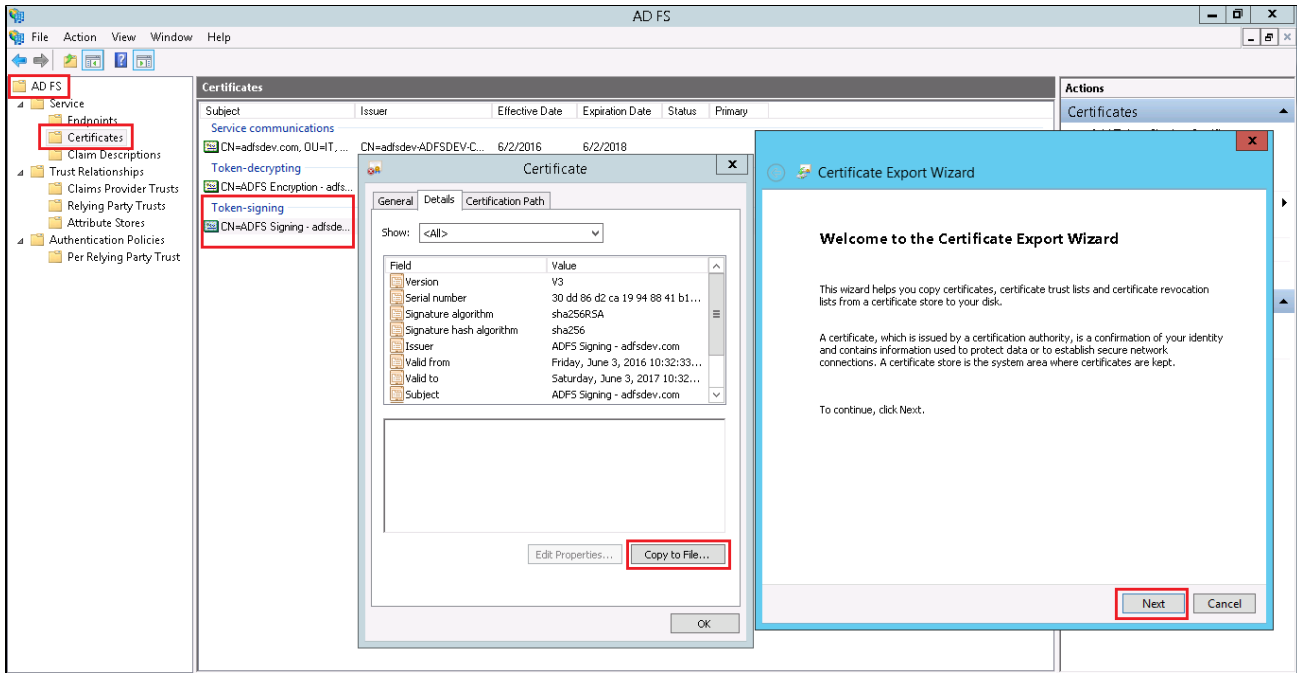 AD FS
File Action View Window Help
AD FS
Service
Endpoints
Certificates
Claim Descriptions
Trust Relationships
Claims Provider Trusts
Relying Party Trusts
Attribute Stores
Authentication Policies
Per Relying Party Trust
Certificates
Subject Issuer Effective Date Expiration Date Status Primary
Service communications
CN=adfsdev.com, OU=IT, ... CN=adfsdev-ADFSDEV-C... 6/2/2016 6/2/2018
Token-decrypting
CN=ADFS Encryption - adfs...
Token-signing
CN=ADFS Signing - adfsde...
Certificate
General Details Certification Path
Show: <All>
Field Value
Version V3
Serial number 30 dd 86 d2 ca 19 94 88 41 b1...
Signature algorithm sha256RSA
Signature hash algorithm sha256
Issuer ADFS Signing - adfsdev.com
Valid from Friday, June 3, 2016 10:32:33...
Valid to Saturday, June 3, 2017 10:32...
Subject ADFS Signing - adfsdev.com
Edit Properties... Copy to File...
OK
Actions
Certificates
Certificate Export Wizard
Welcome to the Certificate Export Wizard
This wizard helps you copy certificates, certificate trust lists and certificate revocation
lists from a certificate store to your disk.
A certificate, which is issued by a certification authority, is a confirmation of your identity
and contains information used to protect data or to establish secure network
connections. A certificate store is the system area where certificates are kept.
To continue, click Next.
Next Cancel